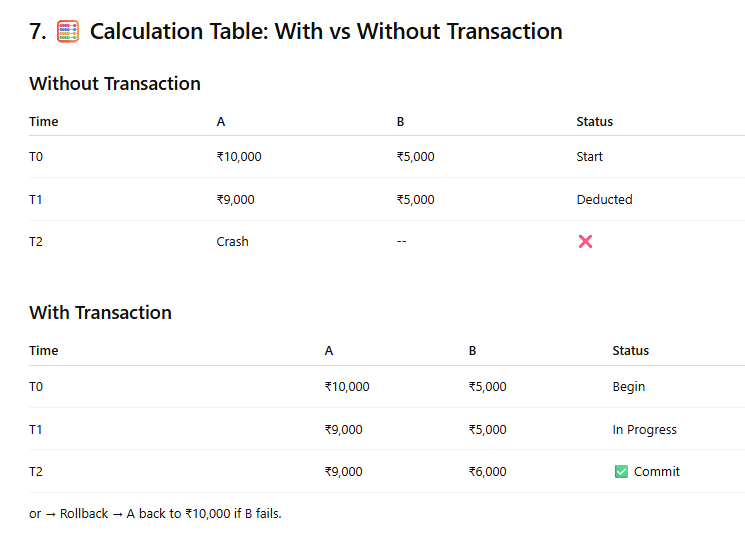 7. 🧮 Calculation Table: With vs Without Transaction
Without Transaction
Time A B Status
T0 ₹10,000 ₹5,000 Start
T1 ₹9,000 ₹5,000 Deducted
T2 Crash -- ❌
With Transaction
Time A B Status
T0 ₹10,000 ₹5,000 Begin
T1 ₹9,000 ₹5,000 In Progress
T2 ₹9,000 ₹6,000 ✅ Commit
or → Rollback → A back to ₹10,000 if B fails.